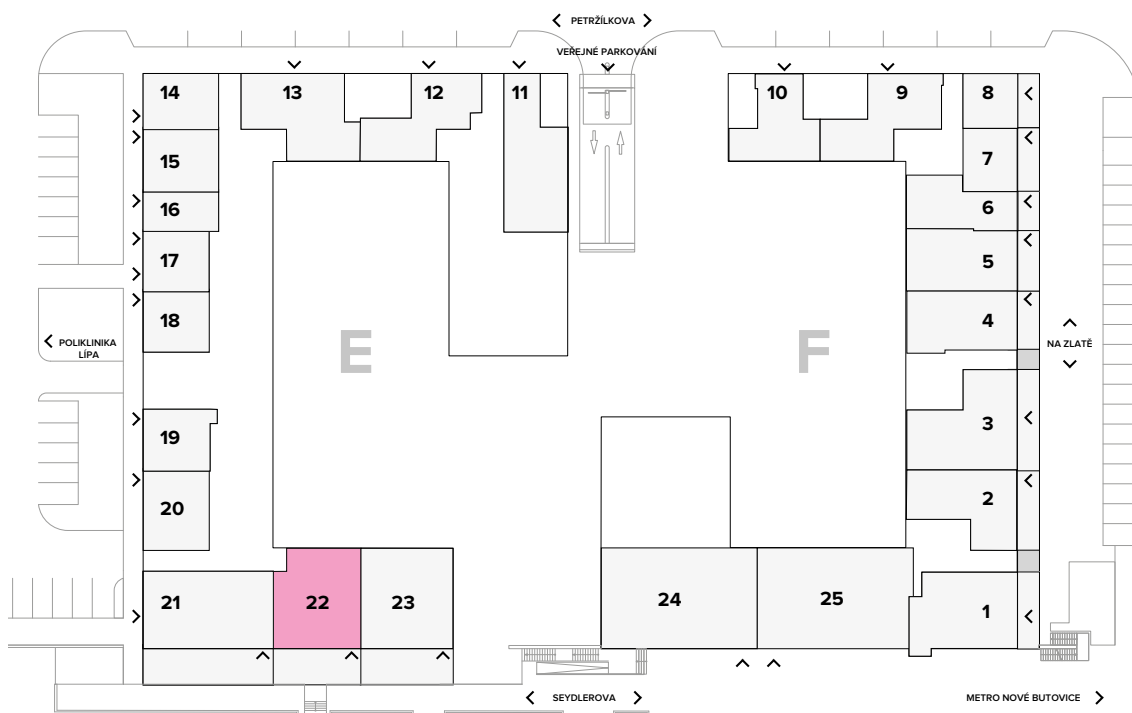 PETRŽÍLKOVA
VEREJNÉ PARKOVÁNÍ
14
13
12
11
10
9
8
15
7
16
6
17
5
18
4
E
F
POLIKLINIKA
LÍPA
NA ZLATĚ
19
3
20
2
21
22
23
24
25
1
SEYDLEROVA
METRO NOVÉ BUTOVICE